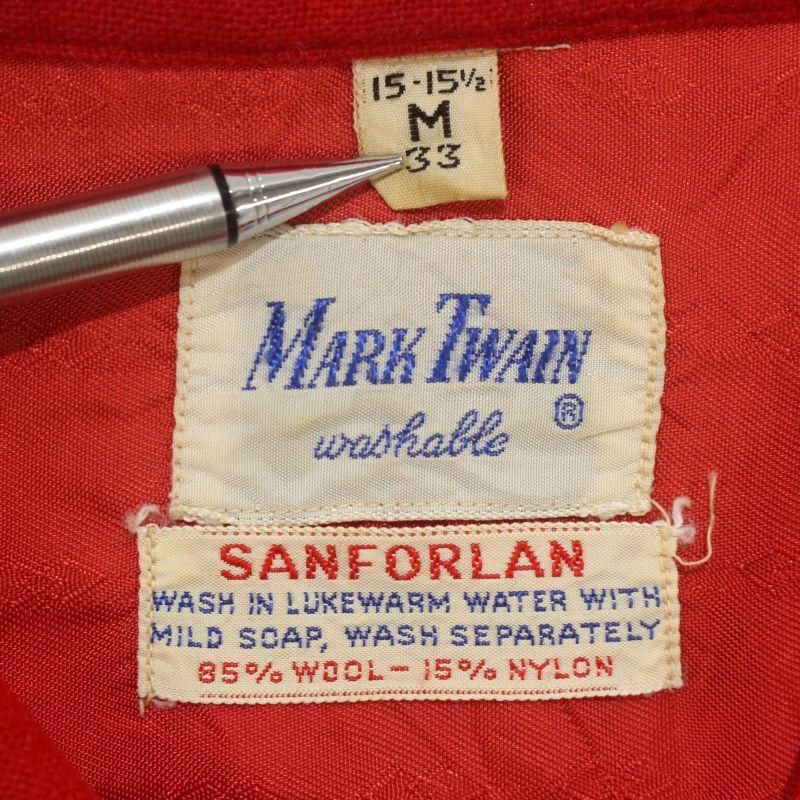 15-15½
M
33
MARK TWAIN
®
washable
SANFORLAN
WASH IN LUKEWARM WATER WITH
MILD SOAP, WASH SEPARATELY
85% WOOL - 15% NYLON